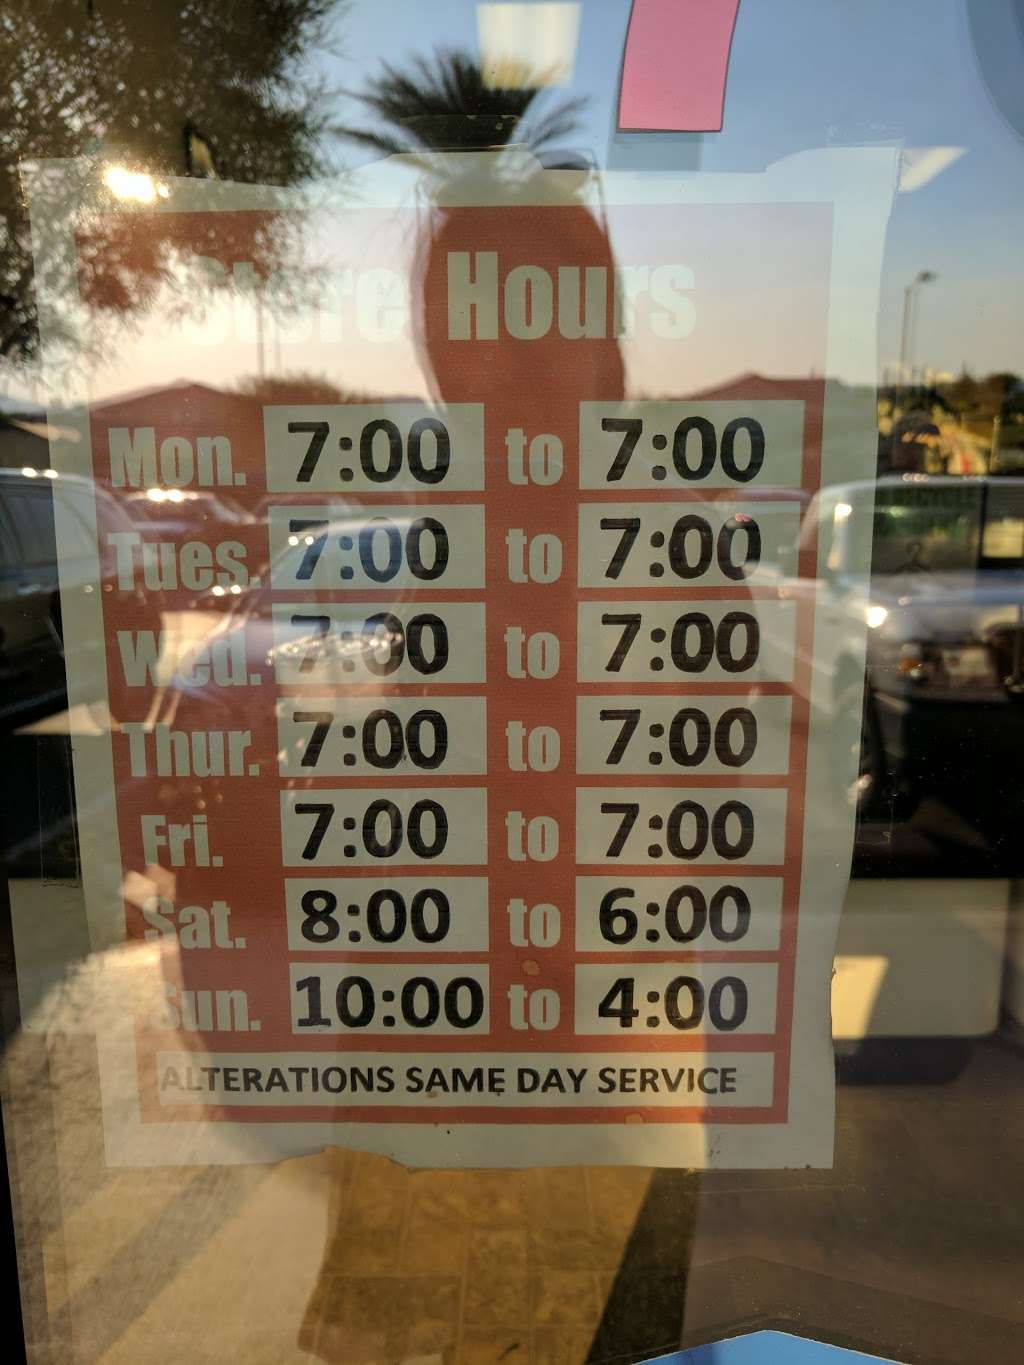 Store Hours
Mon. 7:00 to 7:00
Tues. 7:00 to 7:00
Wed. 7:00 to 7:00
Thur. 7:00 to 7:00
Fri. 7:00 to 7:00
Sat. 8:00 to 6:00
Sun. 10:00 to 4:00
ALTERATIONS SAME DAY SERVICE